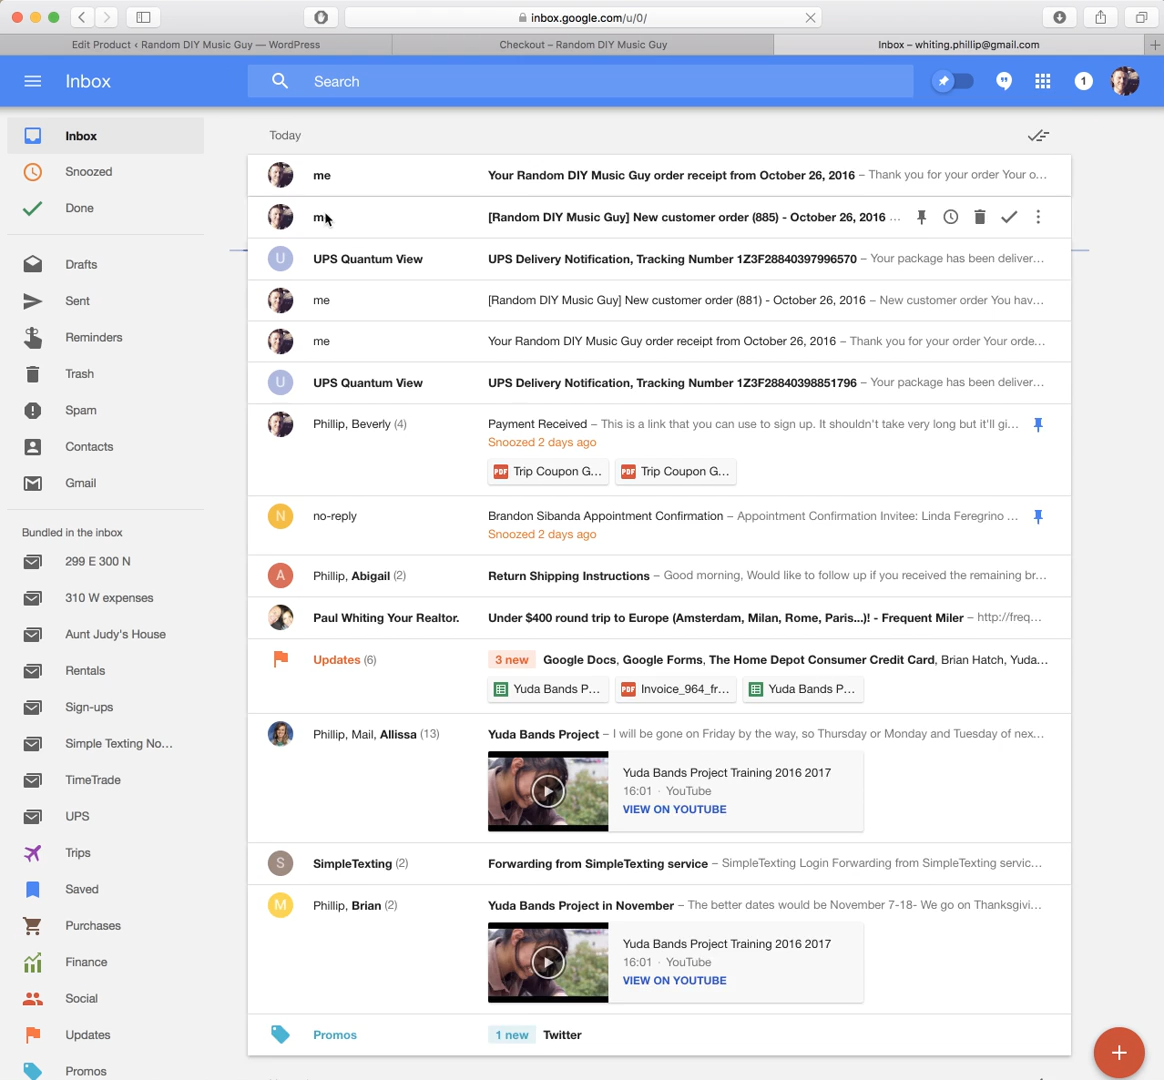 inbox.google.com/u/0/
Edit Product ‹ Random DIY Music Guy — WordPress
Checkout – Random DIY Music Guy
Inbox – whiting.phillip@gmail.com
Inbox
Search
1
Inbox
Snoozed
Done
Drafts
Sent
Reminders
Trash
Spam
Contacts
Gmail
Bundled in the inbox
299 E 300 N
310 W expenses
Aunt Judy's House
Rentals
Sign-ups
Simple Texting No...
TimeTrade
UPS
Trips
Saved
Purchases
Finance
Social
Updates
Promos
Today
me Your Random DIY Music Guy order receipt from October 26, 2016 – Thank you for your order Your o...
[Random DIY Music Guy] New customer order (885) - October 26, 2016 ...
U UPS Quantum View UPS Delivery Notification, Tracking Number 1Z3F28840397996570 – Your package has been deliver...
me [Random DIY Music Guy] New customer order (881) - October 26, 2016 – New customer order You hav...
me Your Random DIY Music Guy order receipt from October 26, 2016 – Thank you for your order Your orde...
U UPS Quantum View UPS Delivery Notification, Tracking Number 1Z3F28840398851796 – Your package has been deliver...
Phillip, Beverly (4) Payment Received – This is a link that you can use to sign up. It shouldn't take very long but it'll gi...
Snoozed 2 days ago
PDF Trip Coupon G... PDF Trip Coupon G...
N no-reply Brandon Sibanda Appointment Confirmation – Appointment Confirmation Invitee: Linda Feregrino ...
Snoozed 2 days ago
A Phillip, Abigail (2) Return Shipping Instructions – Good morning, Would like to follow up if you received the remaining br...
Paul Whiting Your Realtor. Under $400 round trip to Europe (Amsterdam, Milan, Rome, Paris...)! - Frequent Miler – http://freq...
Updates (6) 3 new Google Docs, Google Forms, The Home Depot Consumer Credit Card, Brian Hatch, Yuda...
Yuda Bands P... PDF Invoice_964_fr... Yuda Bands P...
Phillip, Mail, Allissa (13) Yuda Bands Project – I will be gone on Friday by the way, so Thursday or Monday and Tuesday of nex...
Yuda Bands Project Training 2016 2017
16:01 · YouTube
VIEW ON YOUTUBE
S SimpleTexting (2) Forwarding from SimpleTexting service – SimpleTexting Login Forwarding from SimpleTexting servic...
M Phillip, Brian (2) Yuda Bands Project in November – The better dates would be November 7-18- We go on Thanksgivi...
Yuda Bands Project Training 2016 2017
16:01 · YouTube
VIEW ON YOUTUBE
Promos 1 new Twitter